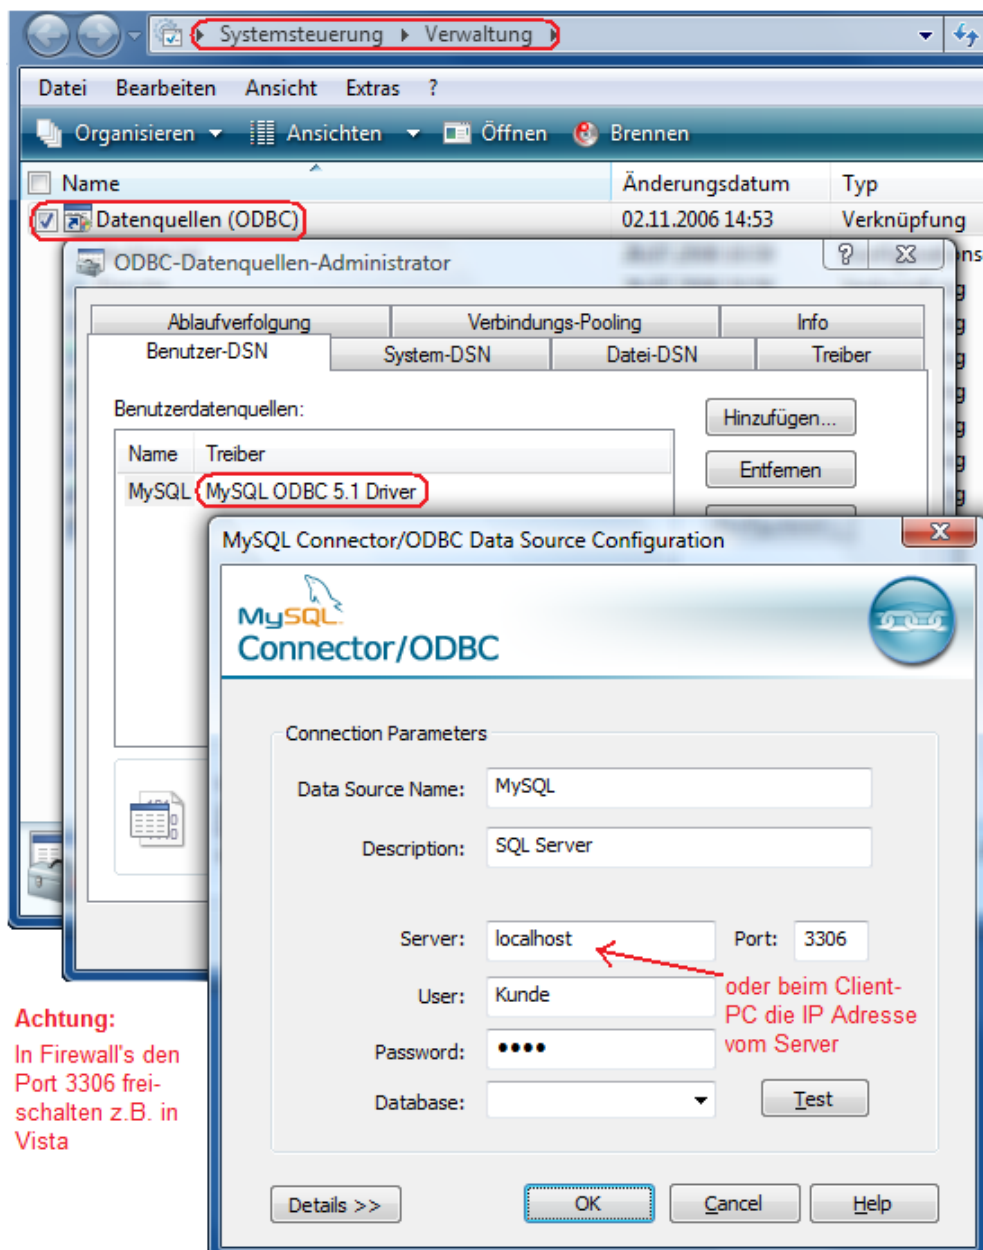 Systemsteuerung Verwaltung
Datei Bearbeiten Ansicht Extras ?
Organisieren Ansichten Öffnen Brennen
Name Änderungsdatum Typ
Datenquellen (ODBC) 02.11.2006 14:53 Verknüpfung
ODBC-Datenquellen-Administrator
Ablaufverfolgung Verbindungs-Pooling Info
Benutzer-DSN System-DSN Datei-DSN Treiber
Benutzerdatenquellen:
Hinzufügen...
Name Treiber
Entfernen
MySQL MySQL ODBC 5.1 Driver
MySQL Connector/ODBC Data Source Configuration
MySQL
Connector/ODBC
Connection Parameters
Data Source Name: MySQL
Description: SQL Server
Server: localhost Port: 3306
oder beim Client-
PC die IP Adresse
vom Server
User: Kunde
Password: ●●●●
Database:
Test
Details >> OK Cancel Help
Achtung:
In Firewall's den
Port 3306 frei-
schalten z.B. in
Vista